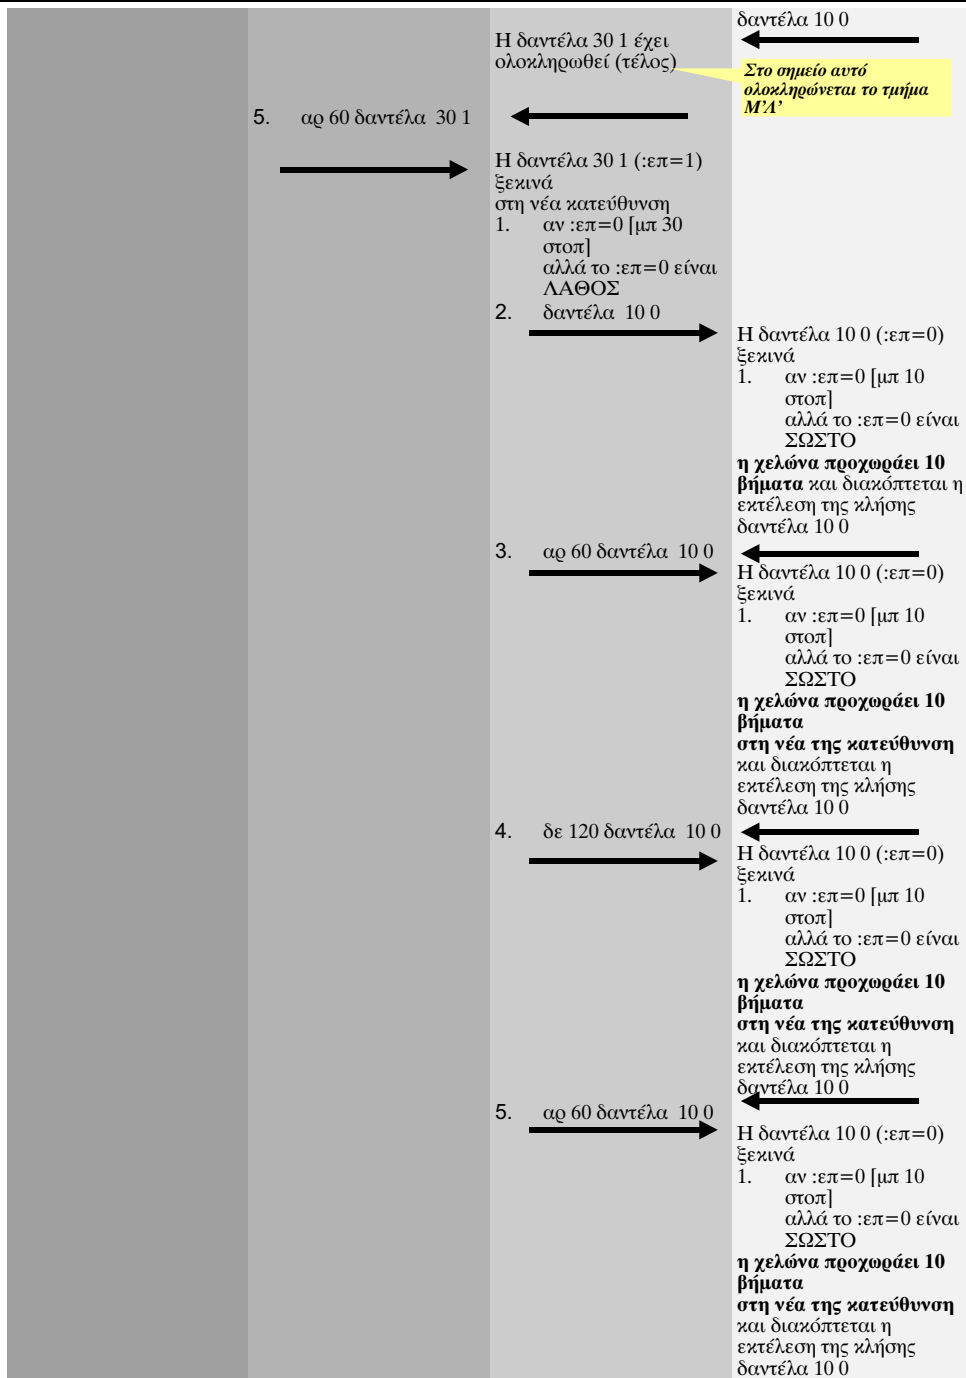 δαντέλα 10 0
Η δαντέλα 30 1 έχει
ολοκληρωθεί (τέλος)
Στο σημείο αυτό
ολοκληρώνεται το τμήμα
Μ'Λ'
5. αρ 60 δαντέλα 30 1
Η δαντέλα 30 1 (:επ=1)
ξεκινά
στη νέα κατεύθυνση
1. αν :επ=0 [μπ 30
στοπ]
αλλά το :επ=0 είναι
ΛΑΘΟΣ
2. δαντέλα 10 0
Η δαντέλα 10 0 (:επ=0)
ξεκινά
1. αν :επ=0 [μπ 10
στοπ]
αλλά το :επ=0 είναι
ΣΩΣΤΟ
η χελώνα προχωράει 10
βήματα και διακόπτεται η
εκτέλεση της κλήσης
δαντέλα 10 0
3. αρ 60 δαντέλα 10 0
Η δαντέλα 10 0 (:επ=0)
ξεκινά
1. αν :επ=0 [μπ 10
στοπ]
αλλά το :επ=0 είναι
ΣΩΣΤΟ
η χελώνα προχωράει 10
βήματα
στη νέα της κατεύθυνση
και διακόπτεται η
εκτέλεση της κλήσης
δαντέλα 10 0
4. δε 120 δαντέλα 10 0
Η δαντέλα 10 0 (:επ=0)
ξεκινά
1. αν :επ=0 [μπ 10
στοπ]
αλλά το :επ=0 είναι
ΣΩΣΤΟ
η χελώνα προχωράει 10
βήματα
στη νέα της κατεύθυνση
και διακόπτεται η
εκτέλεση της κλήσης
δαντέλα 10 0
5. αρ 60 δαντέλα 10 0
Η δαντέλα 10 0 (:επ=0)
ξεκινά
1. αν :επ=0 [μπ 10
στοπ]
αλλά το :επ=0 είναι
ΣΩΣΤΟ
η χελώνα προχωράει 10
βήματα
στη νέα της κατεύθυνση
και διακόπτεται η
εκτέλεση της κλήσης
δαντέλα 10 0